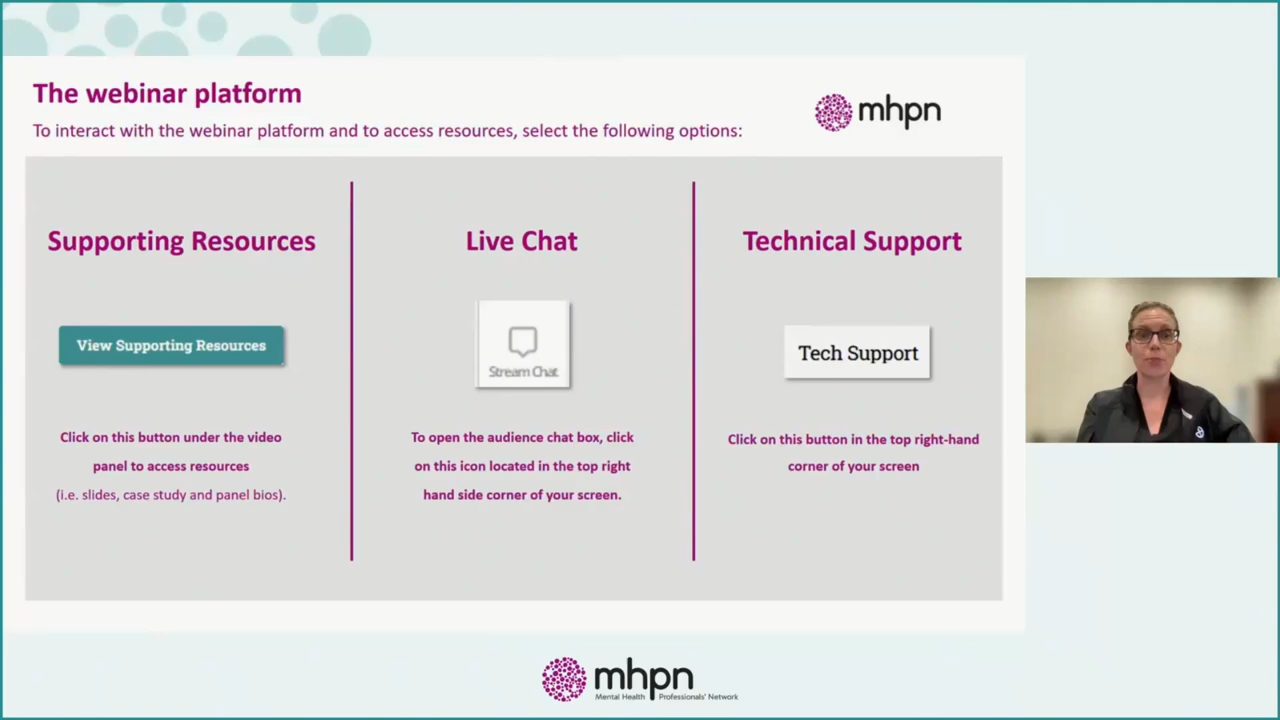 The webinar platform
mhpn
To interact with the webinar platform and to access resources, select the following options:
Supporting Resources
View Supporting Resources
Click on this button under the video
panel to access resources
(i.e. slides, case study and panel bios).
Live Chat
Stream Chat
To open the audience chat box, click
on this icon located in the top right
hand side corner of your screen.
Technical Support
Tech Support
Click on this button in the top right-hand
corner of your screen
mhpn
Mental Health Professionals' Network